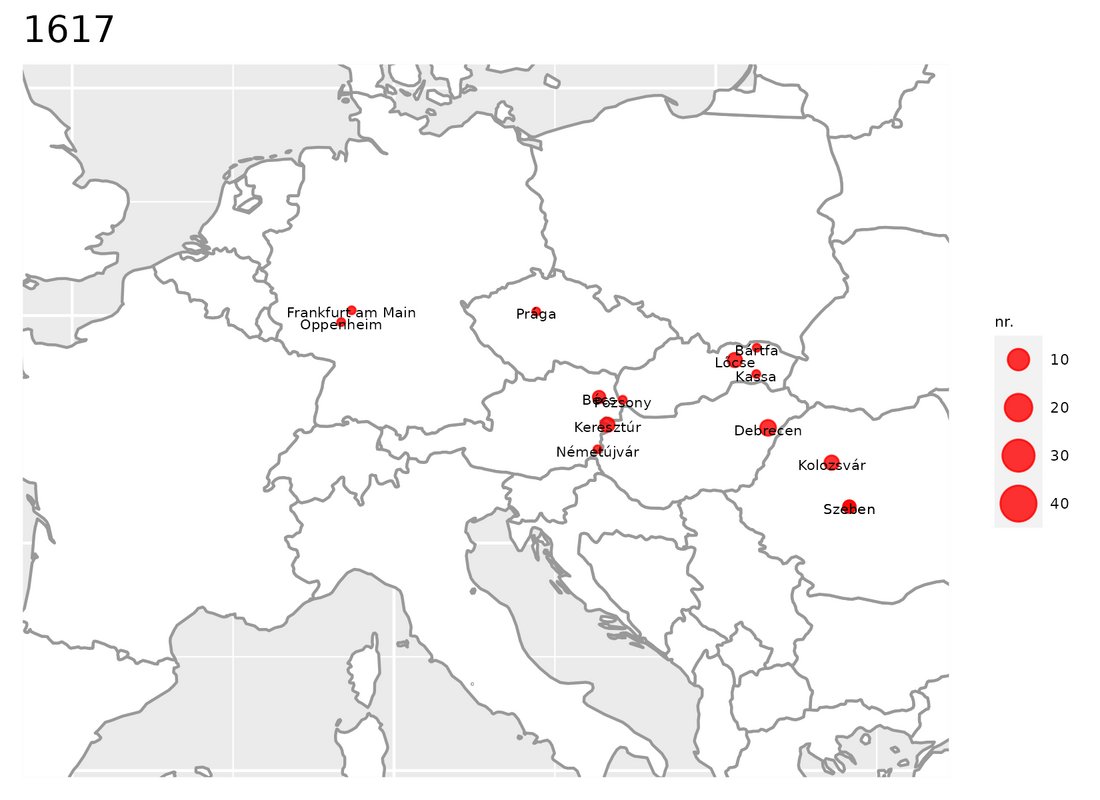 1617
Frankfurt am Main
Oppenheim
Prága
Bártfa
Lőcse
Kassa
Bécs
Pozsony
Keresztúr
Debrecen
Németújvár
Kolozsvár
Szeben
nr.
10
20
30
40